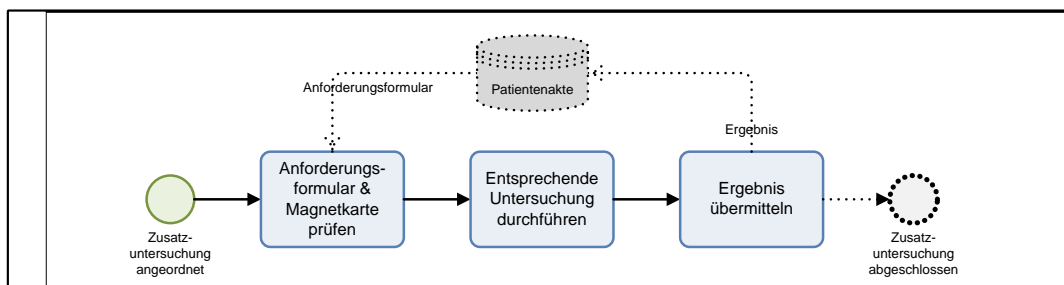 Anforderungsformular
Patientenakte
Ergebnis
Zusatz-
untersuchung
angeordnet
Anforderungs-
formular &
Magnetkarte
prüfen
Entsprechende
Untersuchung
durchführen
Ergebnis
übermitteln
Zusatz-
untersuchung
abgeschlossen